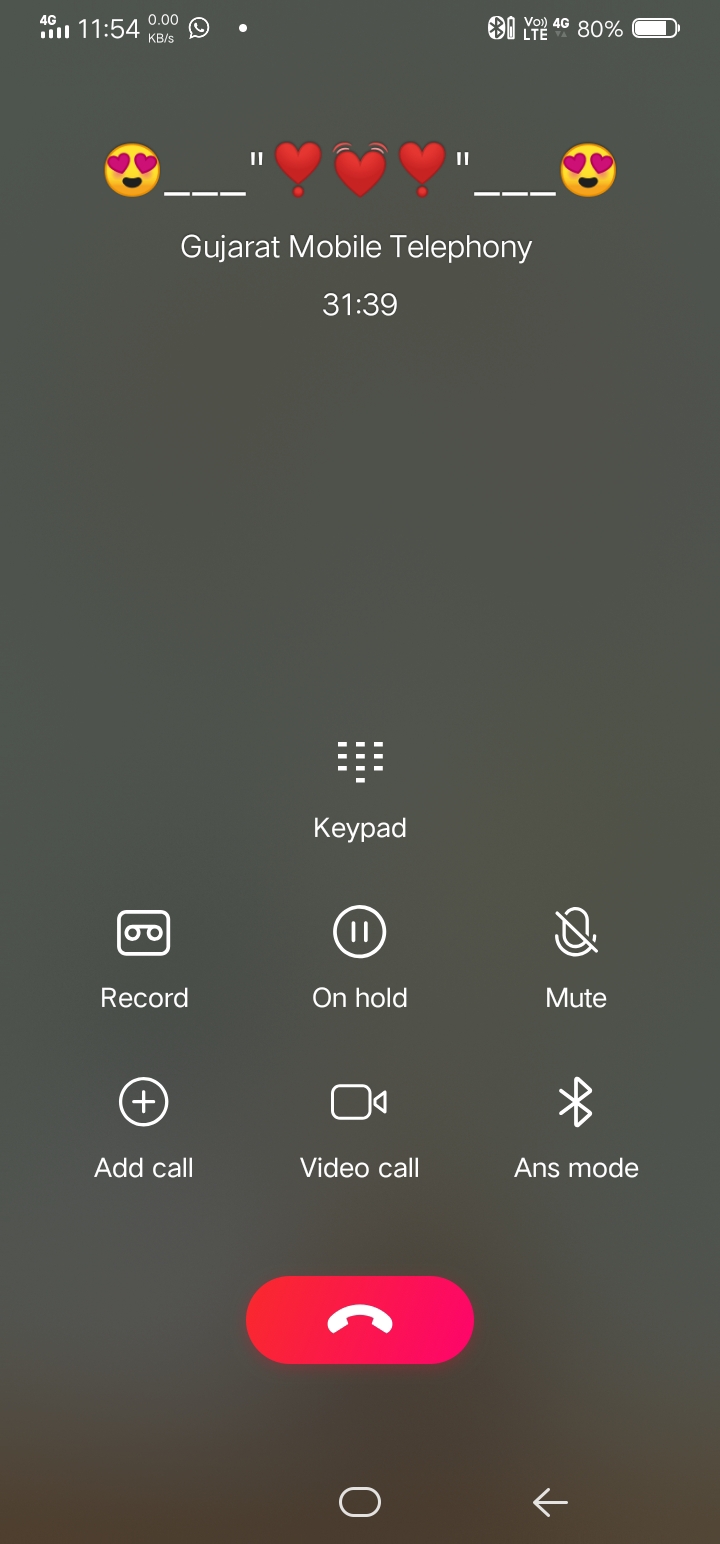 4G 11:54 0.00 KB/s Vo)) LTE 4G 80%
😍___"❣💓❣"___😍
Gujarat Mobile Telephony
31:39
Keypad
Record On hold Mute
Add call Video call Ans mode